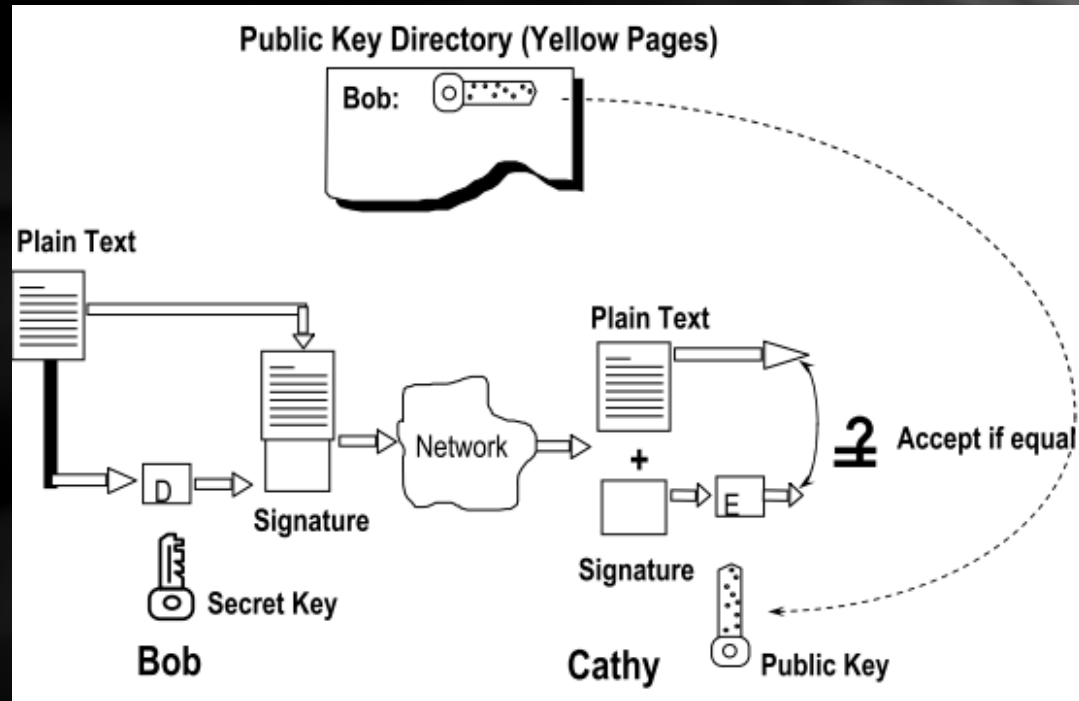 Public Key Directory (Yellow Pages)
Bob:
Plain Text
Plain Text
Network
+
? Accept if equal
=
D
E
Signature
Signature
Secret Key
Bob
Cathy
Public Key